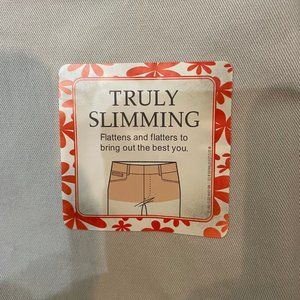 TRULY
SLIMMING
Flattens and flatters to
bring out the best you.